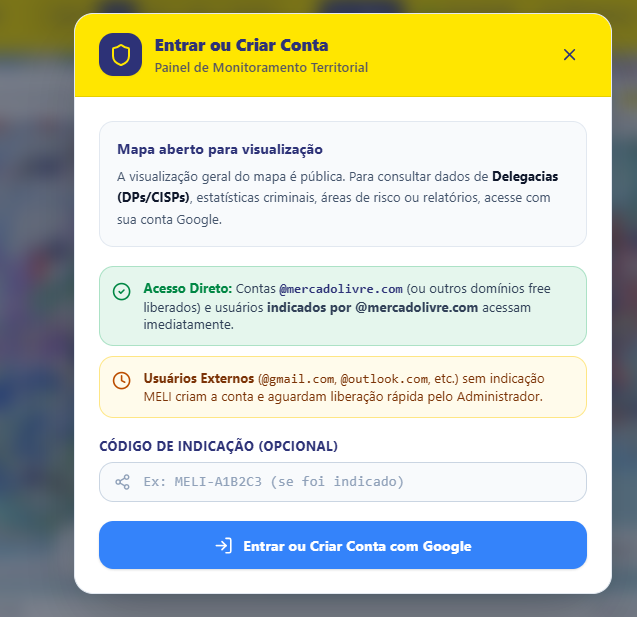 Entrar ou Criar Conta
Painel de Monitoramento Territorial
Mapa aberto para visualização
A visualização geral do mapa é pública. Para consultar dados de Delegacias
(DPs/CISPs), estatísticas criminais, áreas de risco ou relatórios, acesse com
sua conta Google.
Acesso Direto: Contas @mercadolivre.com (ou outros domínios free
liberados) e usuários indicados por @mercadolivre.com acessam
imediatamente.
Usuários Externos (@gmail.com, @outlook.com, etc.) sem indicação
MELI criam a conta e aguardam liberação rápida pelo Administrador.
CÓDIGO DE INDICAÇÃO (OPCIONAL)
Ex: MELI-A1B2C3 (se foi indicado)
Entrar ou Criar Conta com Google